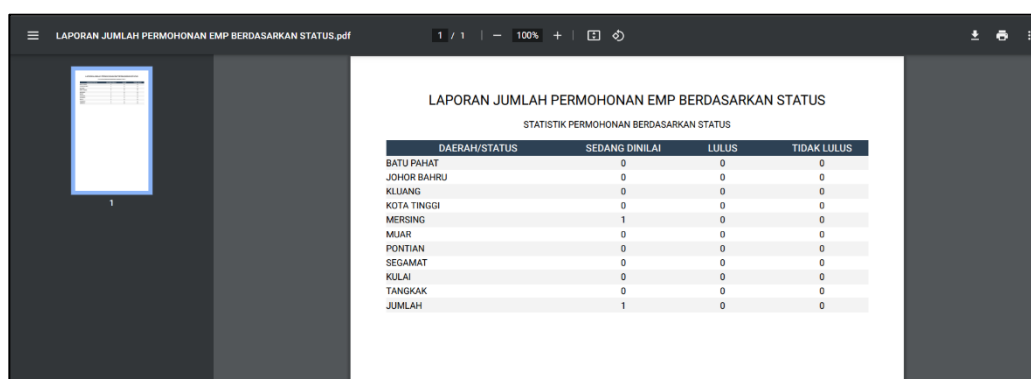 LAPORAN JUMLAH PERMOHONAN EMP BERDASARKAN STATUS.pdf 1 / 1 100%
1
LAPORAN JUMLAH PERMOHONAN EMP BERDASARKAN STATUS
STATISTIK PERMOHONAN BERDASARKAN STATUS
DAERAH/STATUS SEDANG DINILAI LULUS TIDAK LULUS
BATU PAHAT 0 0 0
JOHOR BAHRU 0 0 0
KLUANG 0 0 0
KOTA TINGGI 0 0 0
MERSING 1 0 0
MUAR 0 0 0
PONTIAN 0 0 0
SEGAMAT 0 0 0
KULAI 0 0 0
TANGKAK 0 0 0
JUMLAH 1 0 0